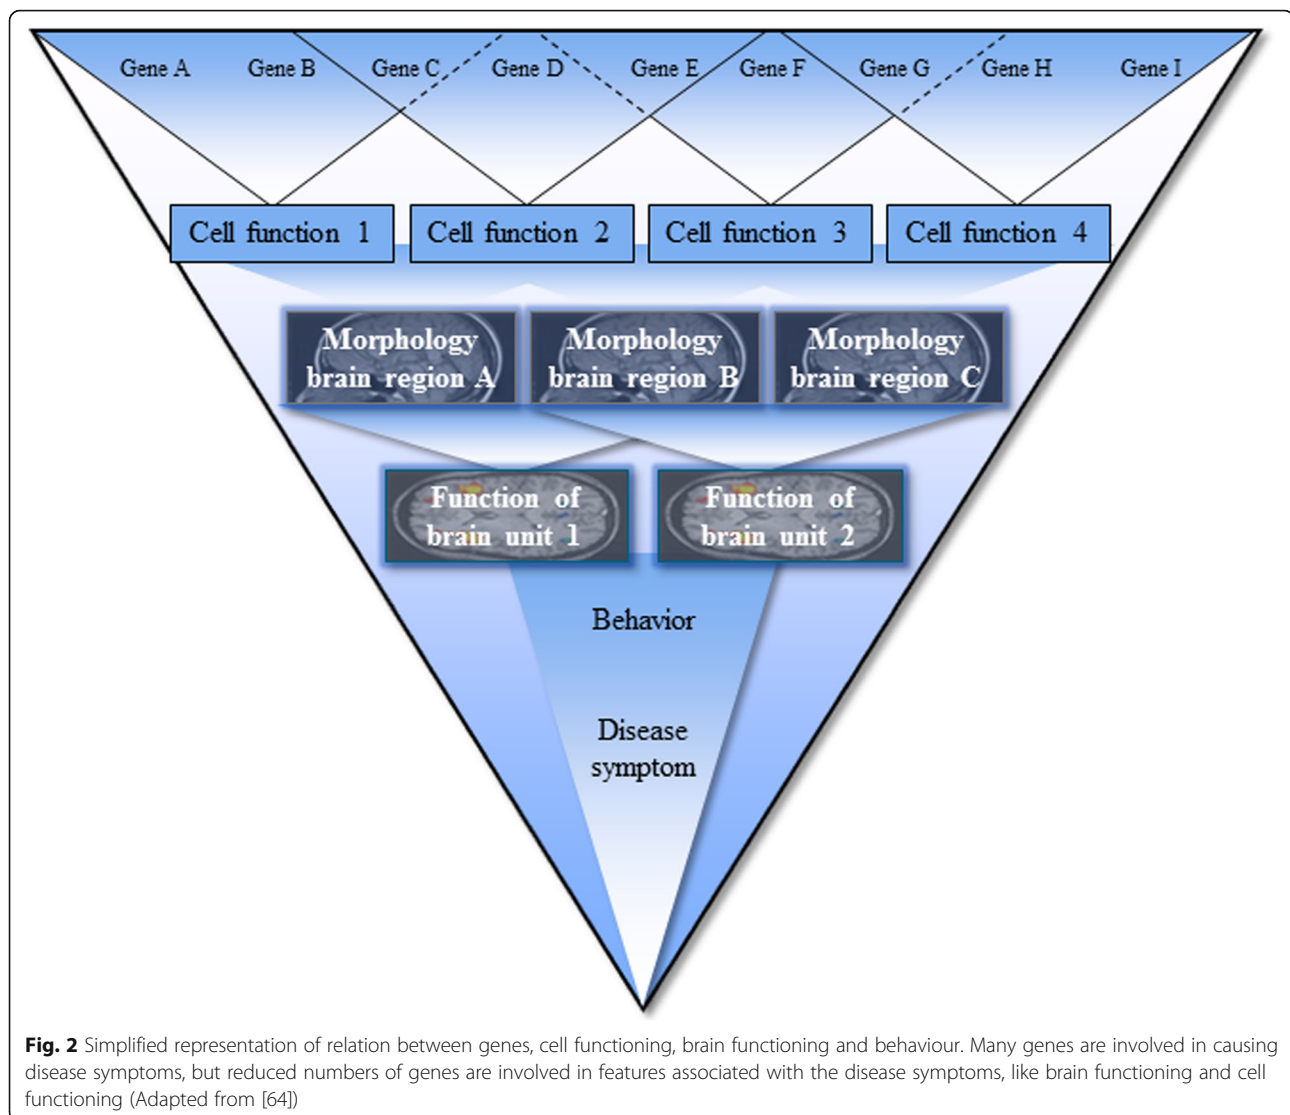 Gene A Gene B Gene C Gene D Gene E Gene F Gene G Gene H Gene I
Cell function 1 Cell function 2 Cell function 3 Cell function 4
Morphology
brain region A
Morphology
brain region B
Morphology
brain region C
Function of
brain unit 1
Function of
brain unit 2
Behavior
Disease
symptom
Fig. 2 Simplified representation of relation between genes, cell functioning, brain functioning and behaviour. Many genes are involved in causing
disease symptoms, but reduced numbers of genes are involved in features associated with the disease symptoms, like brain functioning and cell
functioning (Adapted from [64])